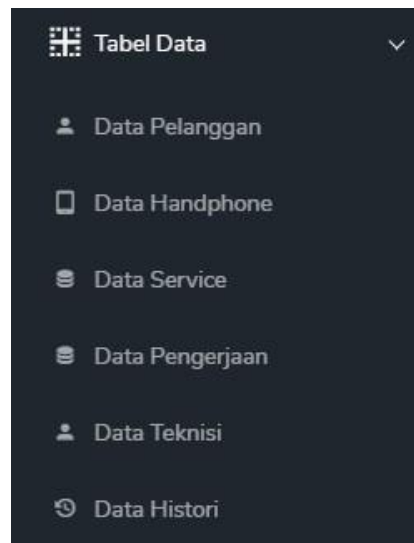 Tabel Data
Data Pelanggan
Data Handphone
Data Service
Data Pengerjaan
Data Teknisi
Data Histori